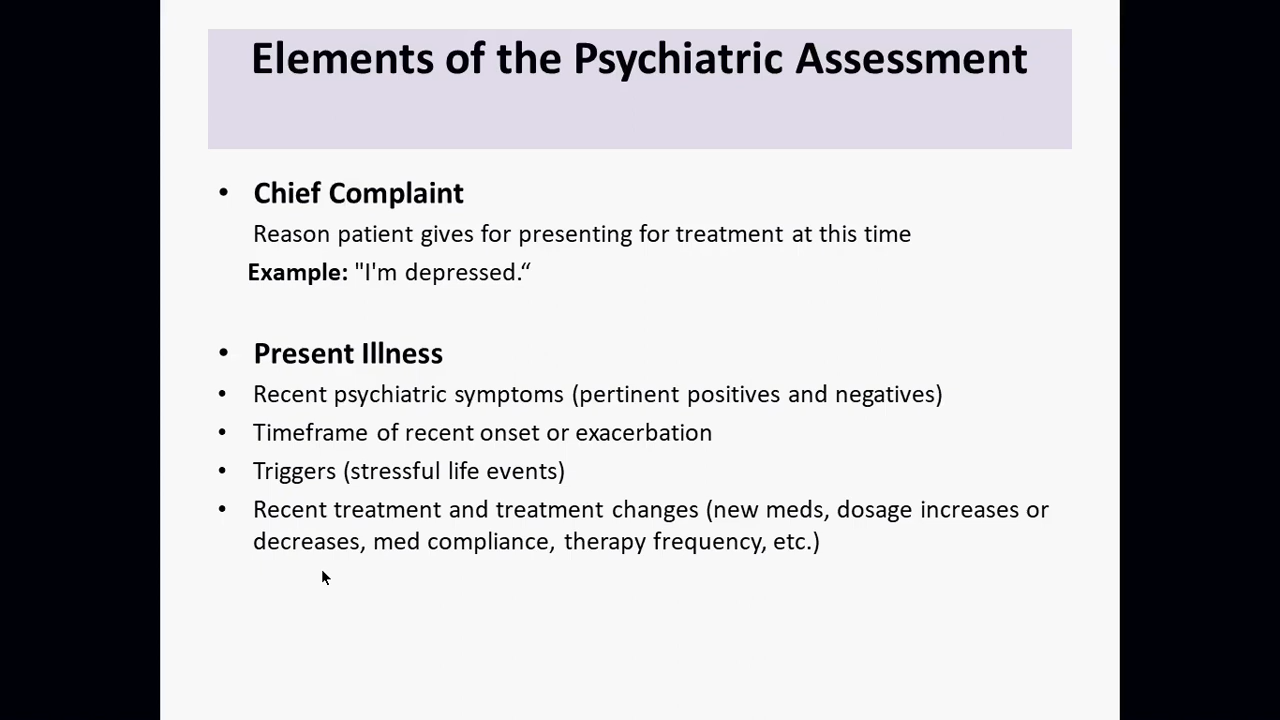 Elements of the Psychiatric Assessment
• Chief Complaint
Reason patient gives for presenting for treatment at this time
Example: "I'm depressed.“
• Present Illness
• Recent psychiatric symptoms (pertinent positives and negatives)
• Timeframe of recent onset or exacerbation
• Triggers (stressful life events)
• Recent treatment and treatment changes (new meds, dosage increases or
decreases, med compliance, therapy frequency, etc.)